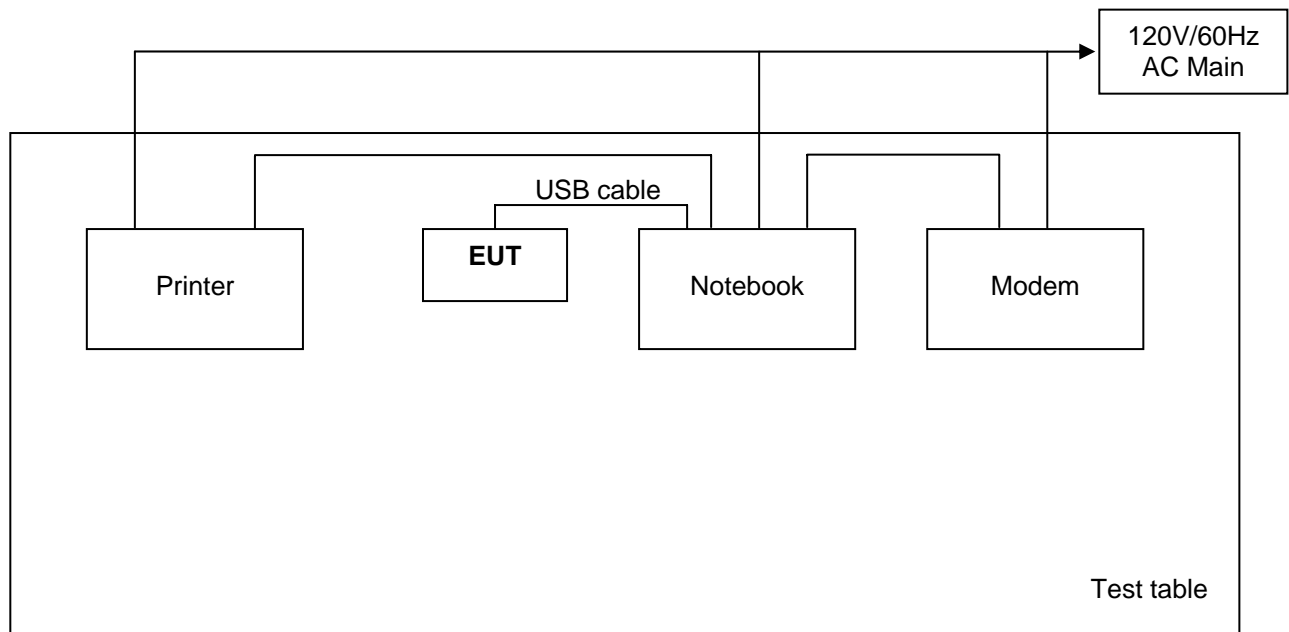 120V/60Hz
AC Main
USB cable
EUT
Printer
Notebook
Modem
Test table